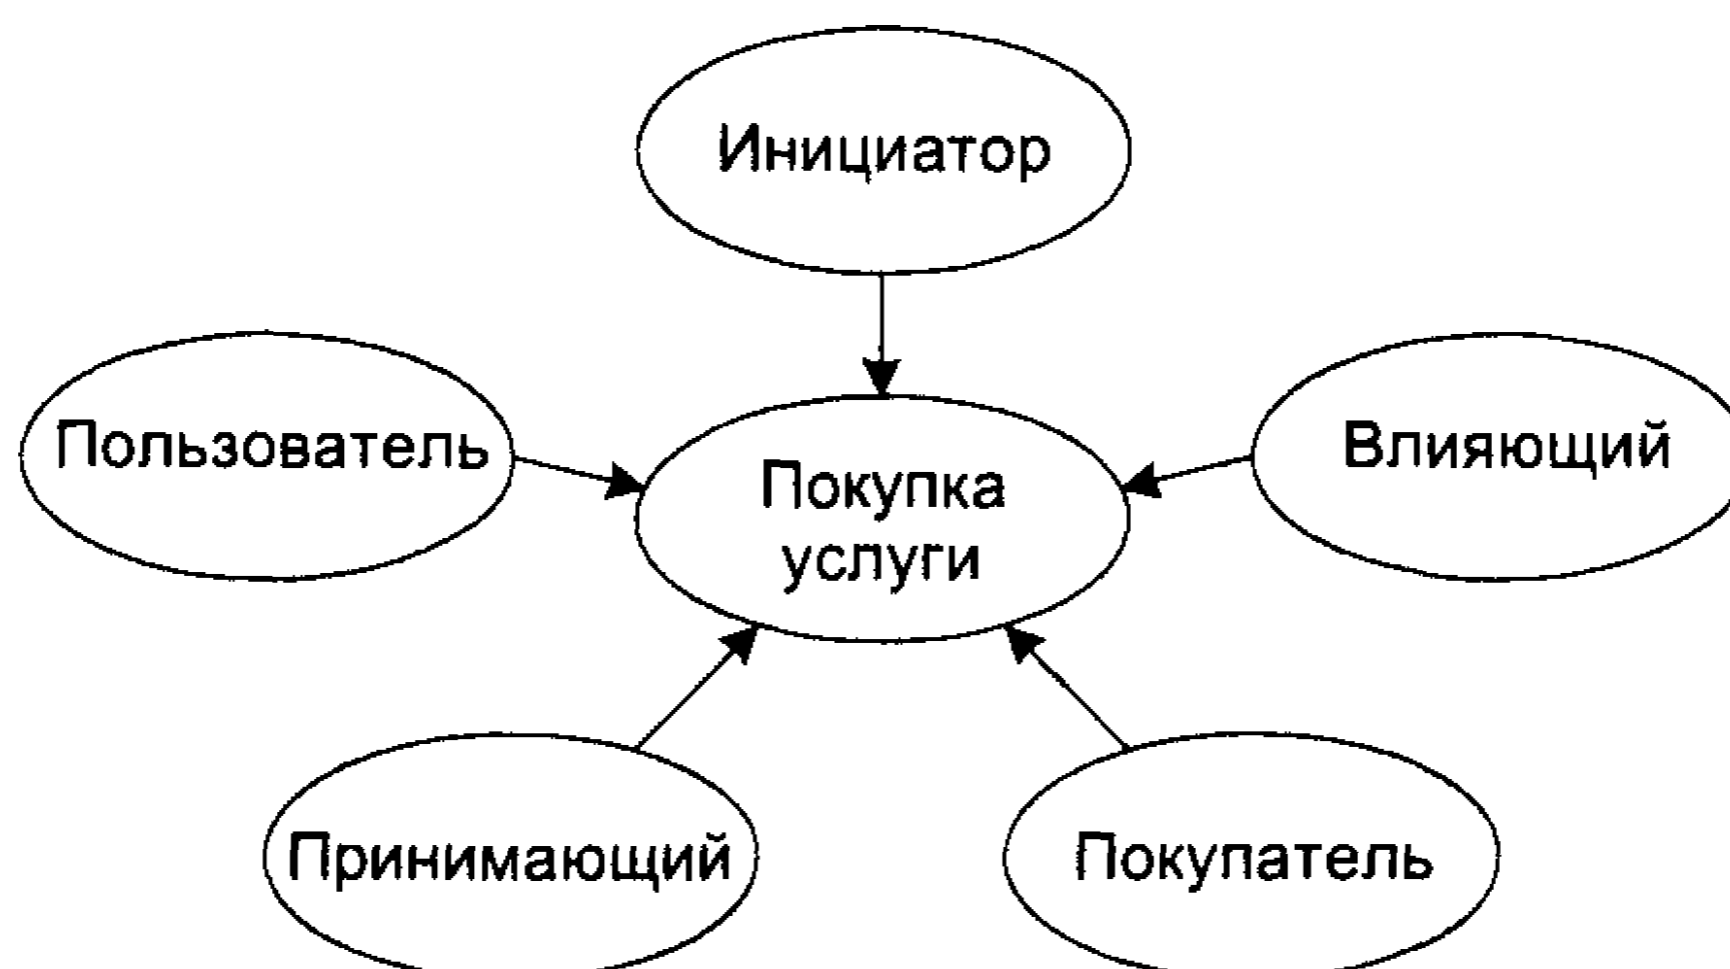 Инициатор
Пользователь
Влияющий
Покупка
услуги
Принимающий
Покупатель